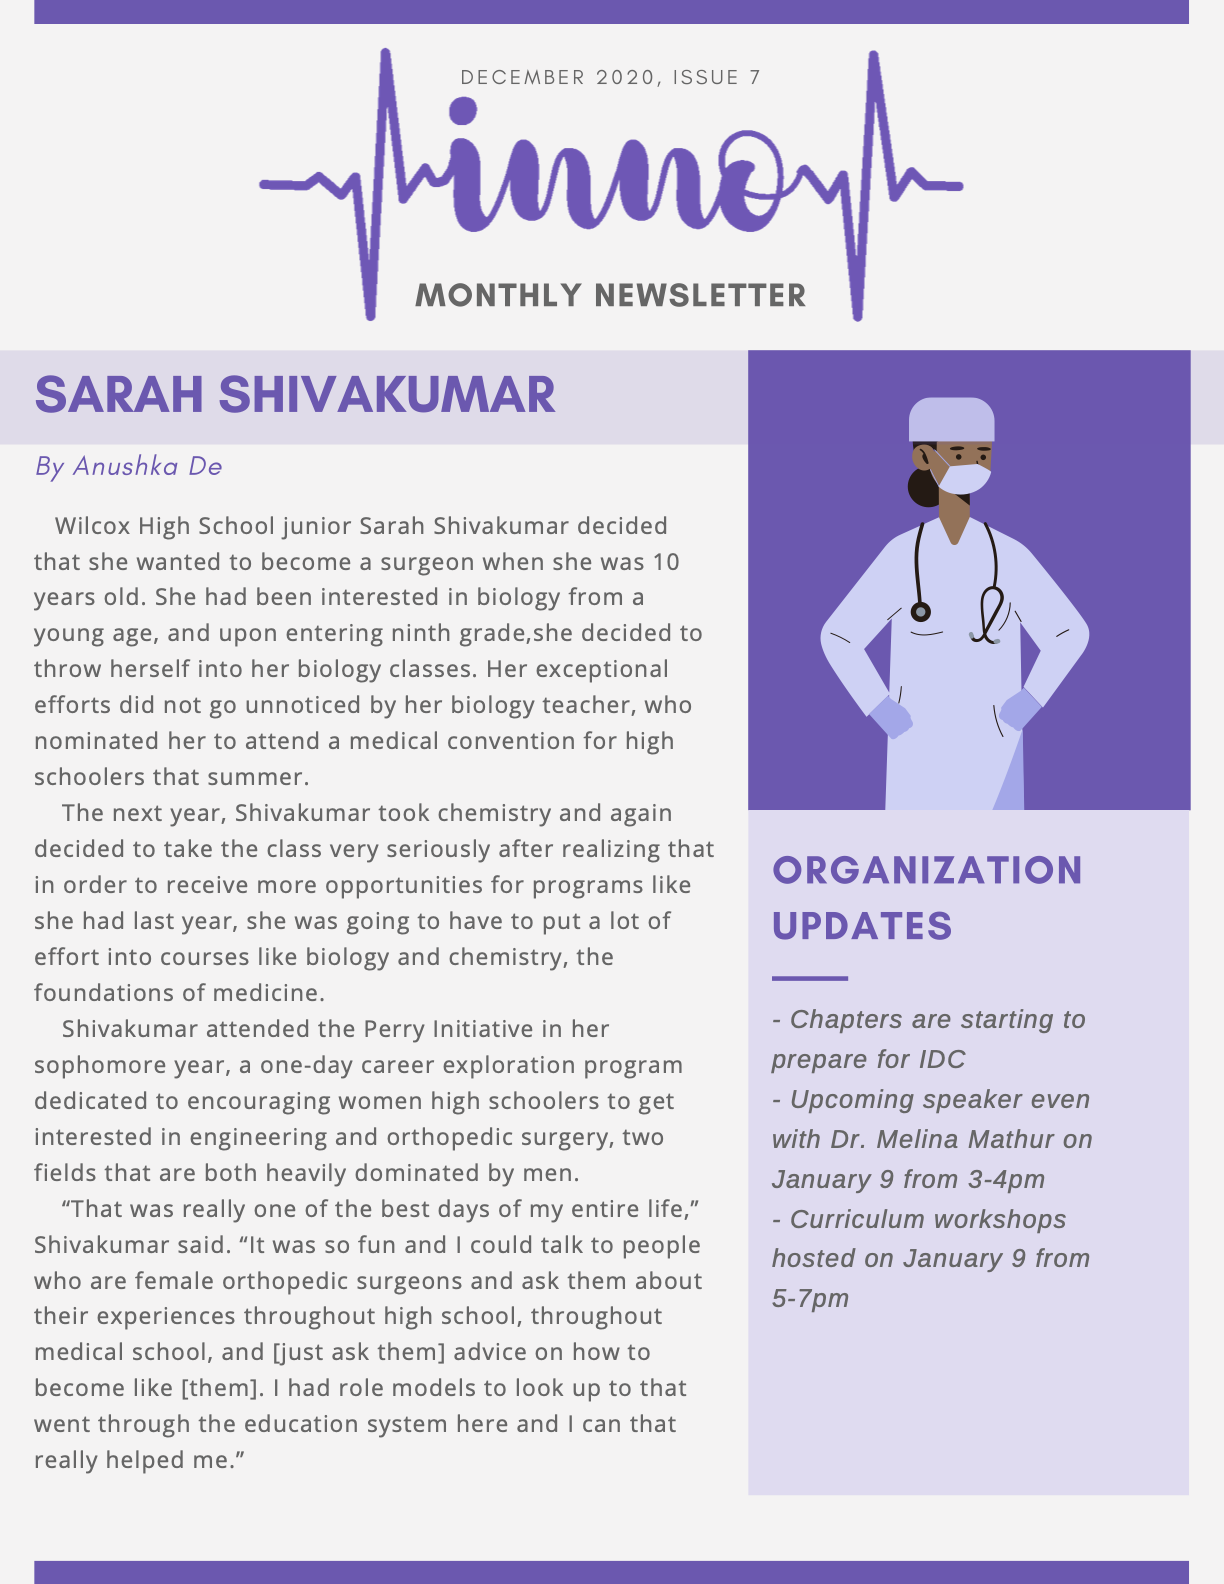 DECEMBER 2020, ISSUE 7
inno
MONTHLY NEWSLETTER
SARAH SHIVAKUMAR
By Anushka De
Wilcox High School junior Sarah Shivakumar decided
that she wanted to become a surgeon when she was 10
years old. She had been interested in biology from a
young age, and upon entering ninth grade,she decided to
throw herself into her biology classes. Her exceptional
efforts did not go unnoticed by her biology teacher, who
nominated her to attend a medical convention for high
schoolers that summer.
The next year, Shivakumar took chemistry and again
decided to take the class very seriously after realizing that
in order to receive more opportunities for programs like
she had last year, she was going to have to put a lot of
effort into courses like biology and chemistry, the
foundations of medicine.
Shivakumar attended the Perry Initiative in her
sophomore year, a one-day career exploration program
dedicated to encouraging women high schoolers to get
interested in engineering and orthopedic surgery, two
fields that are both heavily dominated by men.
“That was really one of the best days of my entire life,”
Shivakumar said. “It was so fun and I could talk to people
who are female orthopedic surgeons and ask them about
their experiences throughout high school, throughout
medical school, and [just ask them] advice on how to
become like [them]. I had role models to look up to that
went through the education system here and I can that
really helped me.”
ORGANIZATION
UPDATES
- Chapters are starting to
prepare for IDC
- Upcoming speaker even
with Dr. Melina Mathur on
January 9 from 3-4pm
- Curriculum workshops
hosted on January 9 from
5-7pm